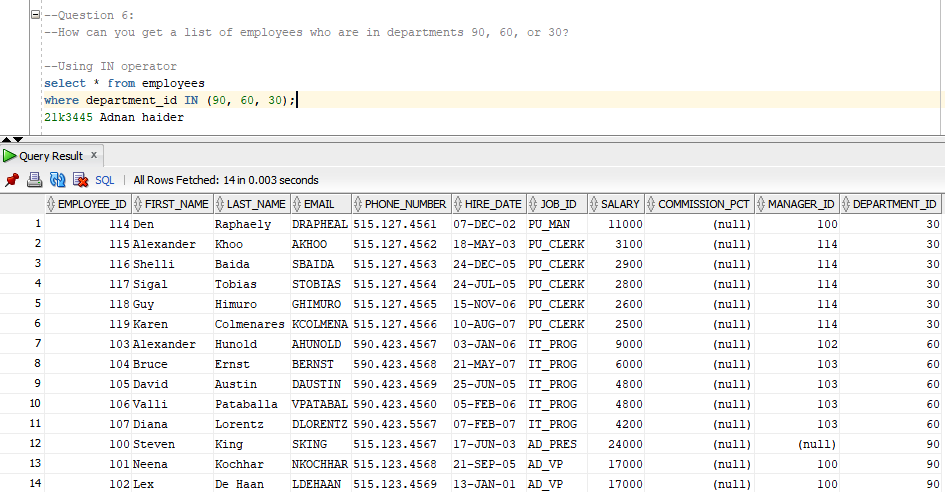 --Question 6:
--How can you get a list of employees who are in departments 90, 60, or 30?
--Using IN operator
select * from employees
where department_id IN (90, 60, 30);
21k3445 Adnan haider
Query Result x
SQL | All Rows Fetched: 14 in 0.003 seconds
EMPLOYEE_ID FIRST_NAME LAST_NAME EMAIL PHONE_NUMBER HIRE_DATE JOB_ID SALARY COMMISSION_PCT MANAGER_ID DEPARTMENT_ID
1 114 Den Raphaely DRAPHEAL 515.127.4561 07-DEC-02 PU_MAN 11000 (null) 100 30
2 115 Alexander Khoo AKHOO 515.127.4562 18-MAY-03 PU_CLERK 3100 (null) 114 30
3 116 Shelli Baida SBAIDA 515.127.4563 24-DEC-05 PU_CLERK 2900 (null) 114 30
4 117 Sigal Tobias STOBIAS 515.127.4564 24-JUL-05 PU_CLERK 2800 (null) 114 30
5 118 Guy Himuro GHIMURO 515.127.4565 15-NOV-06 PU_CLERK 2600 (null) 114 30
6 119 Karen Colmenares KCOLMENA 515.127.4566 10-AUG-07 PU_CLERK 2500 (null) 114 30
7 103 Alexander Hunold AHUNOLD 590.423.4567 03-JAN-06 IT_PROG 9000 (null) 102 60
8 104 Bruce Ernst BERNST 590.423.4568 21-MAY-07 IT_PROG 6000 (null) 103 60
9 105 David Austin DAUSTIN 590.423.4569 25-JUN-05 IT_PROG 4800 (null) 103 60
10 106 Valli Pataballa VPATABAL 590.423.4560 05-FEB-06 IT_PROG 4800 (null) 103 60
11 107 Diana Lorentz DLORENTZ 590.423.5567 07-FEB-07 IT_PROG 4200 (null) 103 60
12 100 Steven King SKING 515.123.4567 17-JUN-03 AD_PRES 24000 (null) (null) 90
13 101 Neena Kochhar NKOCHHAR 515.123.4568 21-SEP-05 AD_VP 17000 (null) 100 90
14 102 Lex De Haan LDEHAAN 515.123.4569 13-JAN-01 AD_VP 17000 (null) 100 90